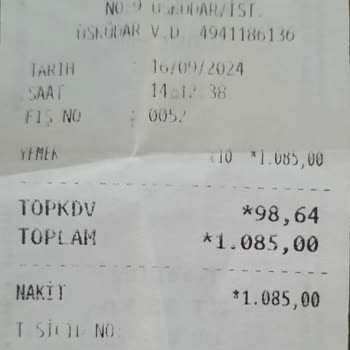 NO:9 ÜSKÜDAR/İST.
ÜSKÜDAR V.D. 4941186136
TARİH : 16/09/2024
SAAT : 14:12:38
FİŞ NO : 0052
YEMEK %10 *1.085,00
TOPKDV *98,64
TOPLAM *1.085,00
NAKİT *1.085,00
T SİCİL NO: